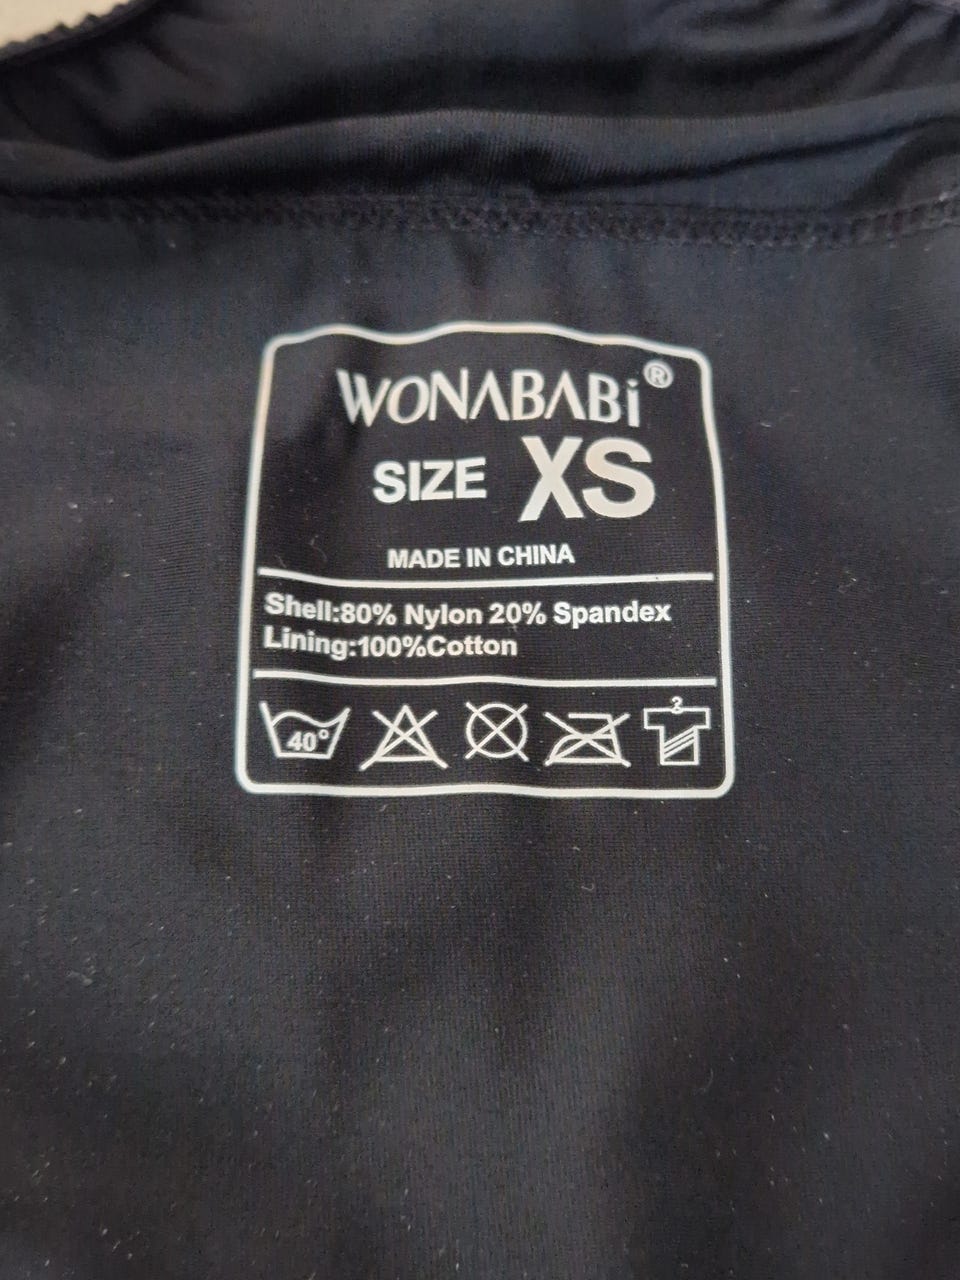 WONABABi®
SIZE XS
MADE IN CHINA
Shell:80% Nylon 20% Spandex
Lining:100%Cotton
40°